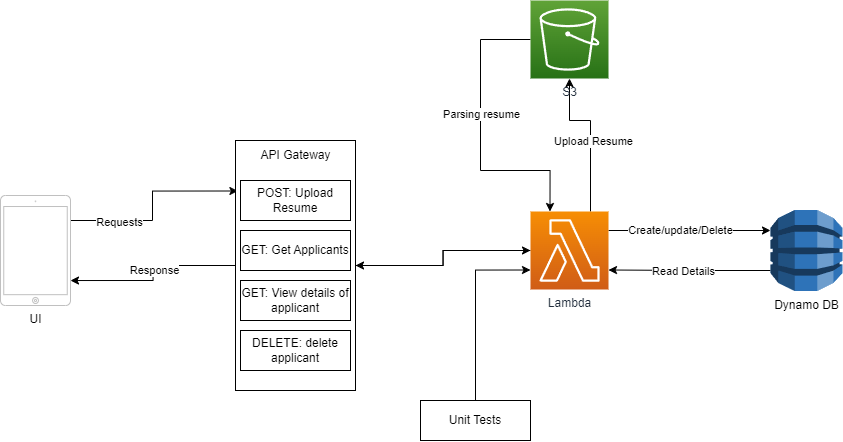 S3
Parsing resume
Upload Resume
API Gateway
POST: Upload
Resume
Requests
GET: Get Applicants
Create/update/Delete
Response
Read Details
GET: View details of
applicant
Lambda
Dynamo DB
UI
DELETE: delete
applicant
Unit Tests